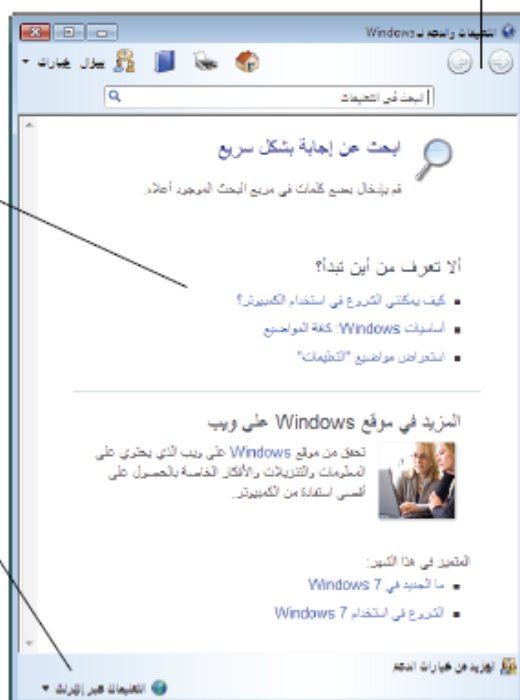 التعليمات والدعم لـ Windows
سؤال خيارات
البحث في التعليمات
ابحث عن إجابة بشكل سريع
قم بإدخال بضع كلمات في مربع البحث الموجود أعلاه.
ألا تعرف من أين تبدأ؟
كيف يمكنني الشروع في استخدام الكمبيوتر؟
أساسيات Windows: كافة المواضيع
استعراض مواضيع "التعليمات"
المزيد في موقع Windows على ويب
تحقق من موقع Windows على ويب الذي يحتوي على
المعلومات والتنزيلات والأفكار الخاصة بالحصول على
أقصى استفادة من الكمبيوتر.
المتميز في هذا الشهر:
ما الجديد في Windows 7
الشروع في استخدام Windows 7
المزيد من خيارات الدعم
التعليمات عبر إنترنت